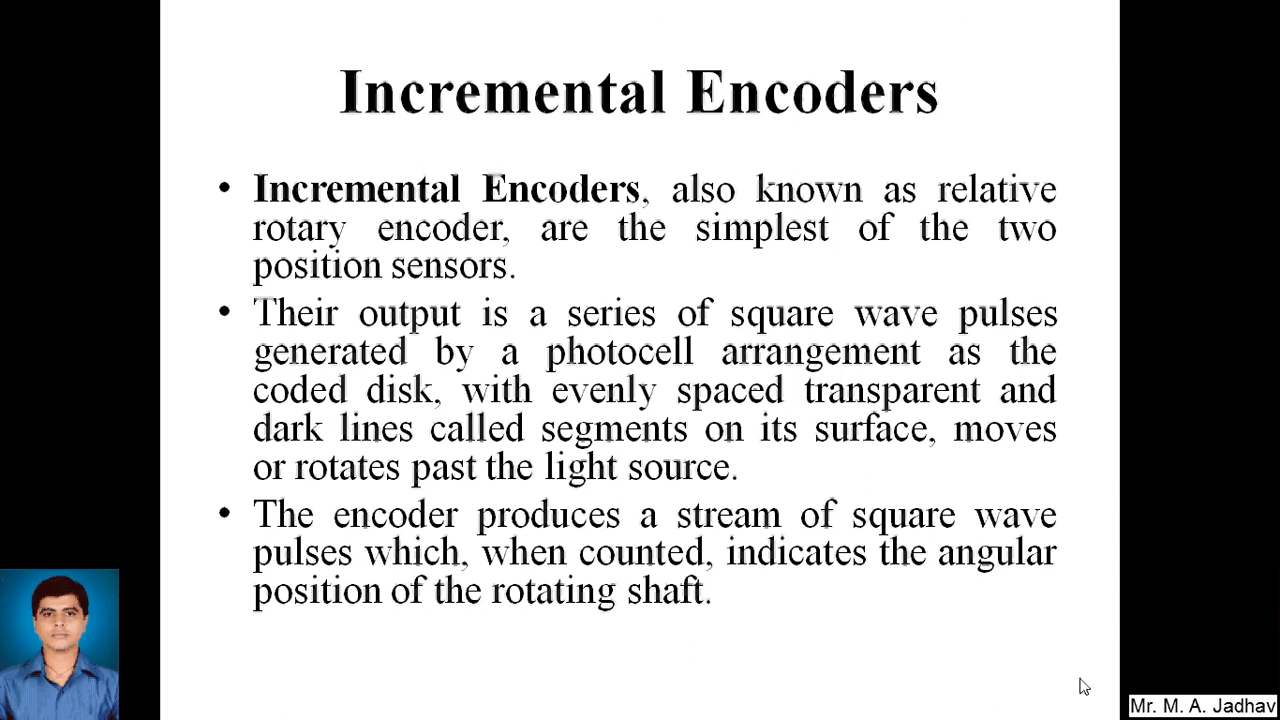 Incremental Encoders
• Incremental Encoders, also known as relative
rotary encoder, are the simplest of the two
position sensors.
• Their output is a series of square wave pulses
generated by a photocell arrangement as the
coded disk, with evenly spaced transparent and
dark lines called segments on its surface, moves
or rotates past the light source.
• The encoder produces a stream of square wave
pulses which, when counted, indicates the angular
position of the rotating shaft.
Mr. M. A. Jadhav